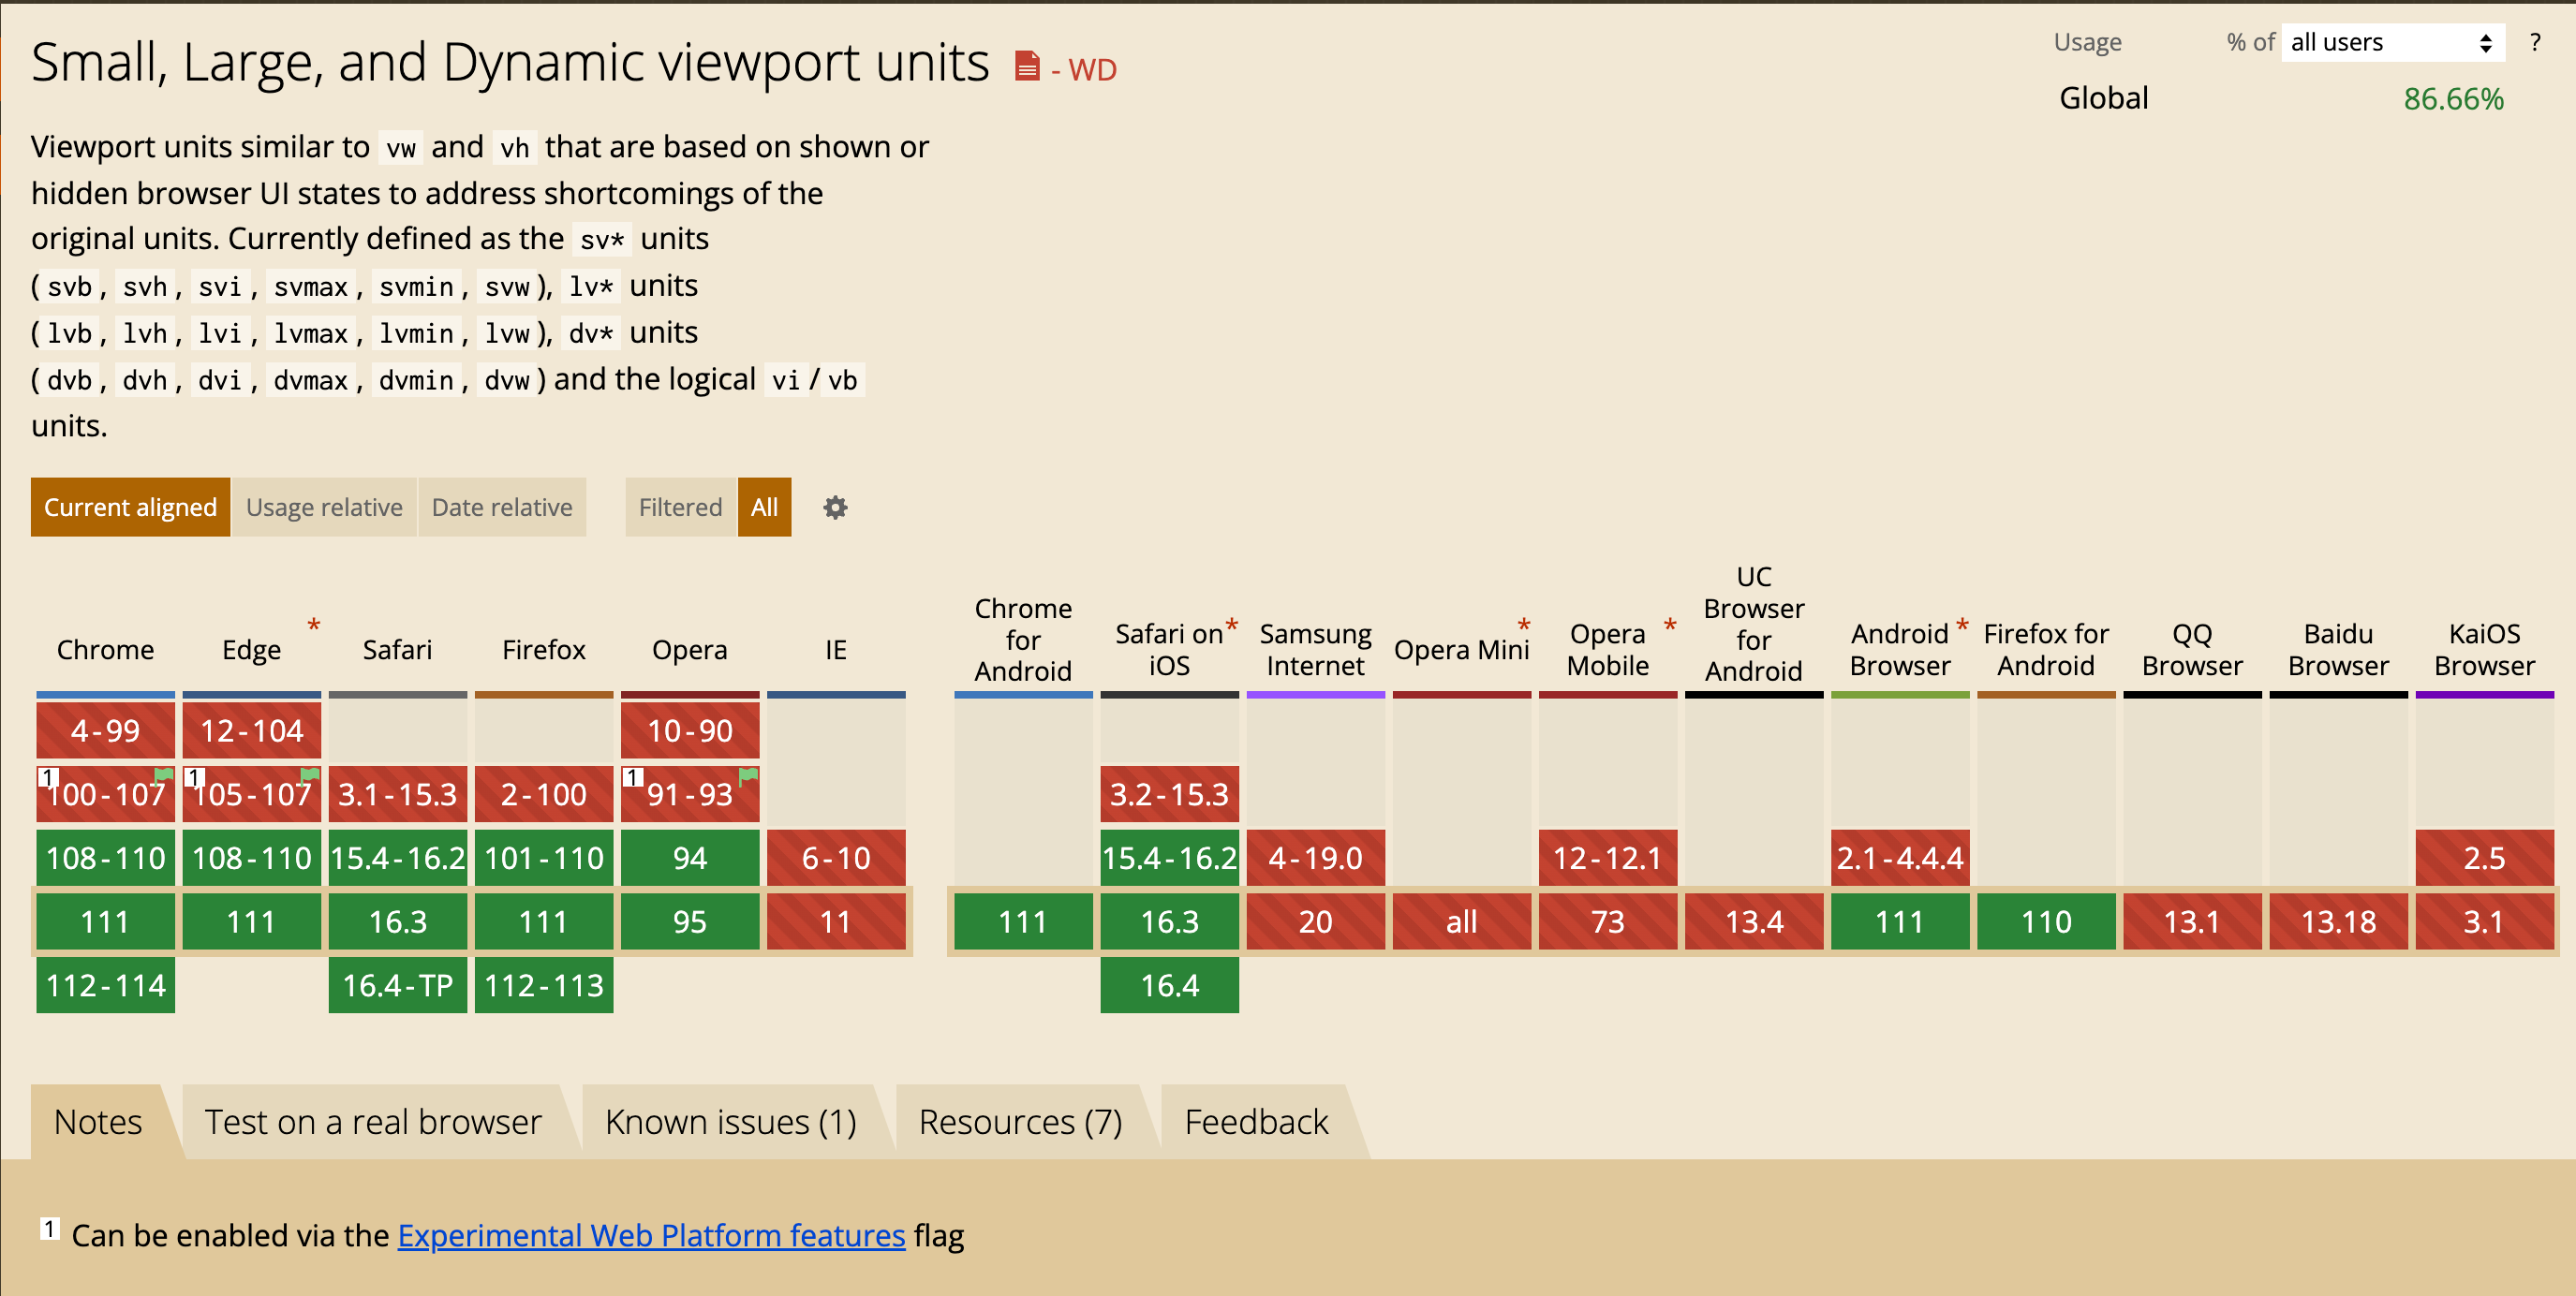 Small, Large, and Dynamic viewport units - WD
Usage % of all users ?
Global 86.66%
Viewport units similar to vw and vh that are based on shown or
hidden browser UI states to address shortcomings of the
original units. Currently defined as the sv* units
(svb, svh, svi, svmax, svmin, svw), lv* units
(lvb, lvh, lvi, lvmax, lvmin, lvw), dv* units
(dvb, dvh, dvi, dvmax, dvmin, dvw) and the logical vi/vb
units.
Current aligned Usage relative Date relative Filtered All
Chrome Edge * Safari Firefox Opera IE
Chrome for Android Safari on iOS * Samsung Internet Opera Mini * Opera Mobile * UC Browser for Android Android Browser * Firefox for Android QQ Browser Baidu Browser KaiOS Browser
4-99 12-104 10-90
1 100-107 1 105-107 3.1-15.3 2-100 1 91-93 3.2-15.3
108-110 108-110 15.4-16.2 101-110 94 6-10 15.4-16.2 4-19.0 12-12.1 2.1-4.4.4 2.5
111 111 16.3 111 95 11 111 16.3 20 all 73 13.4 111 110 13.1 13.18 3.1
112-114 16.4-TP 112-113 16.4
Notes Test on a real browser Known issues (1) Resources (7) Feedback
1 Can be enabled via the Experimental Web Platform features flag